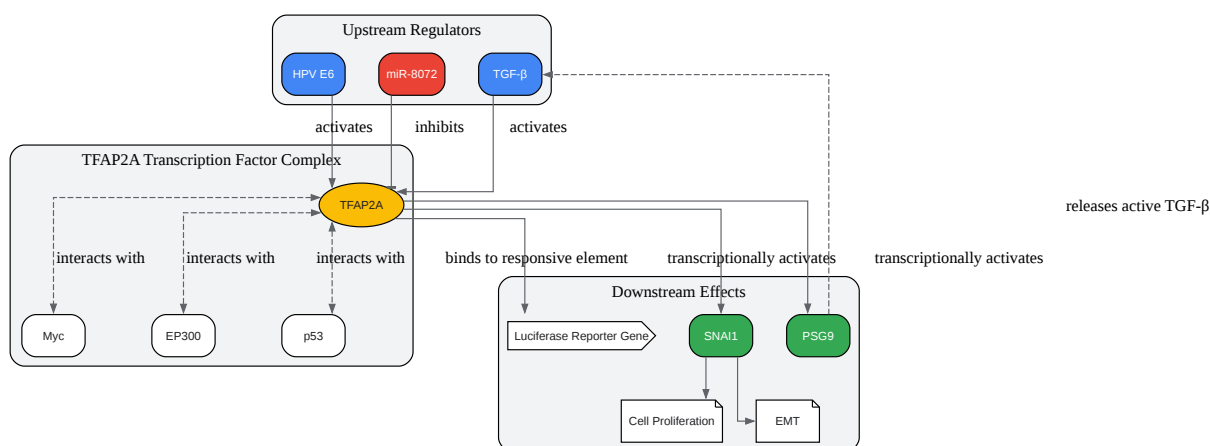 Upstream Regulators
HPV E6
miR-8072
TGF-β
activates
inhibits
activates
TFAP2A Transcription Factor Complex
TFAP2A
releases active TGF-β
interacts with
interacts with
interacts with
binds to responsive element
transcriptionally activates
transcriptionally activates
Downstream Effects
Myc
EP300
p53
Luciferase Reporter Gene
SNAI1
PSG9
Cell Proliferation
EMT